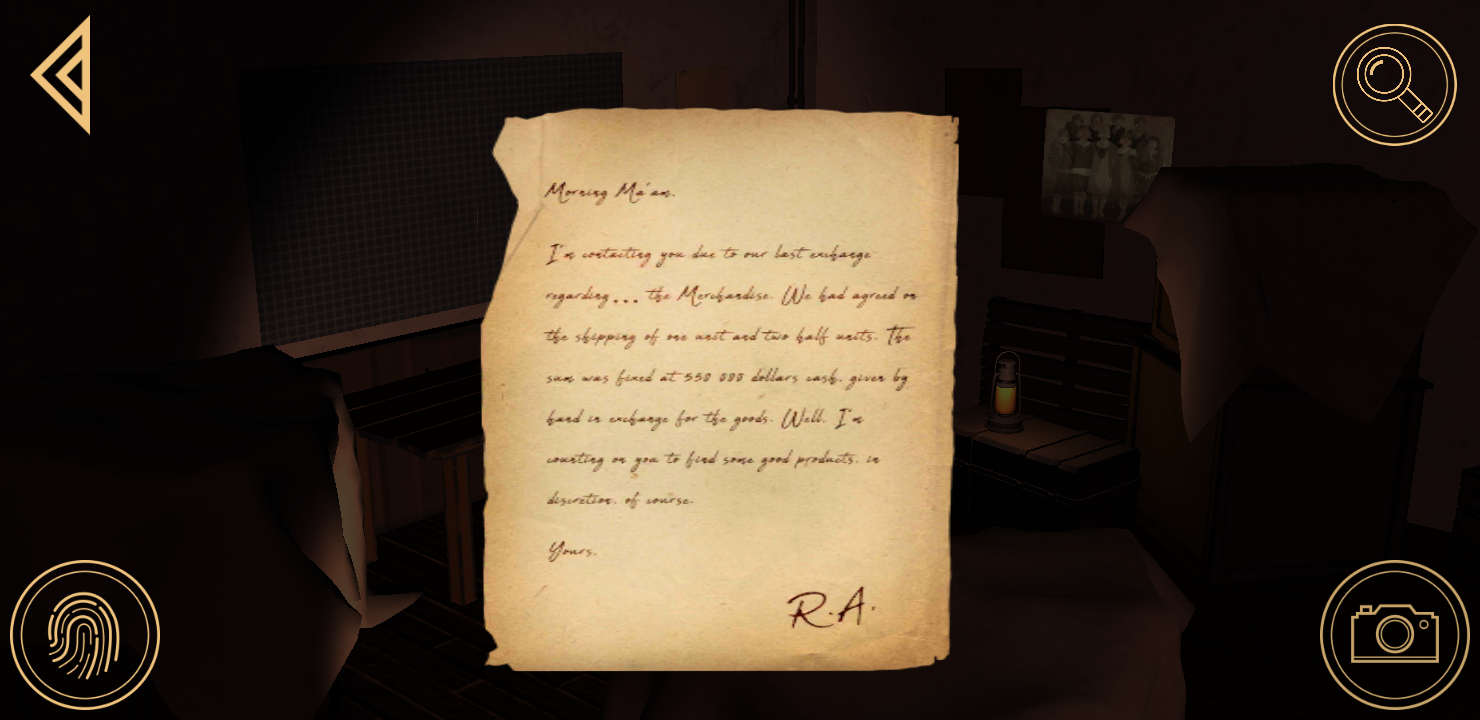 Morning Ma'am,
I'm contacting you due to our last exchange
regarding... the Merchandise. We had agreed on
the shipping of one unit and two half units. The
sum was fixed at 550 000 dollars cash, given by
hand in exchange for the goods. Well, I'm
counting on you to find some good products, in
discretion, of course.
Yours,
R.A.